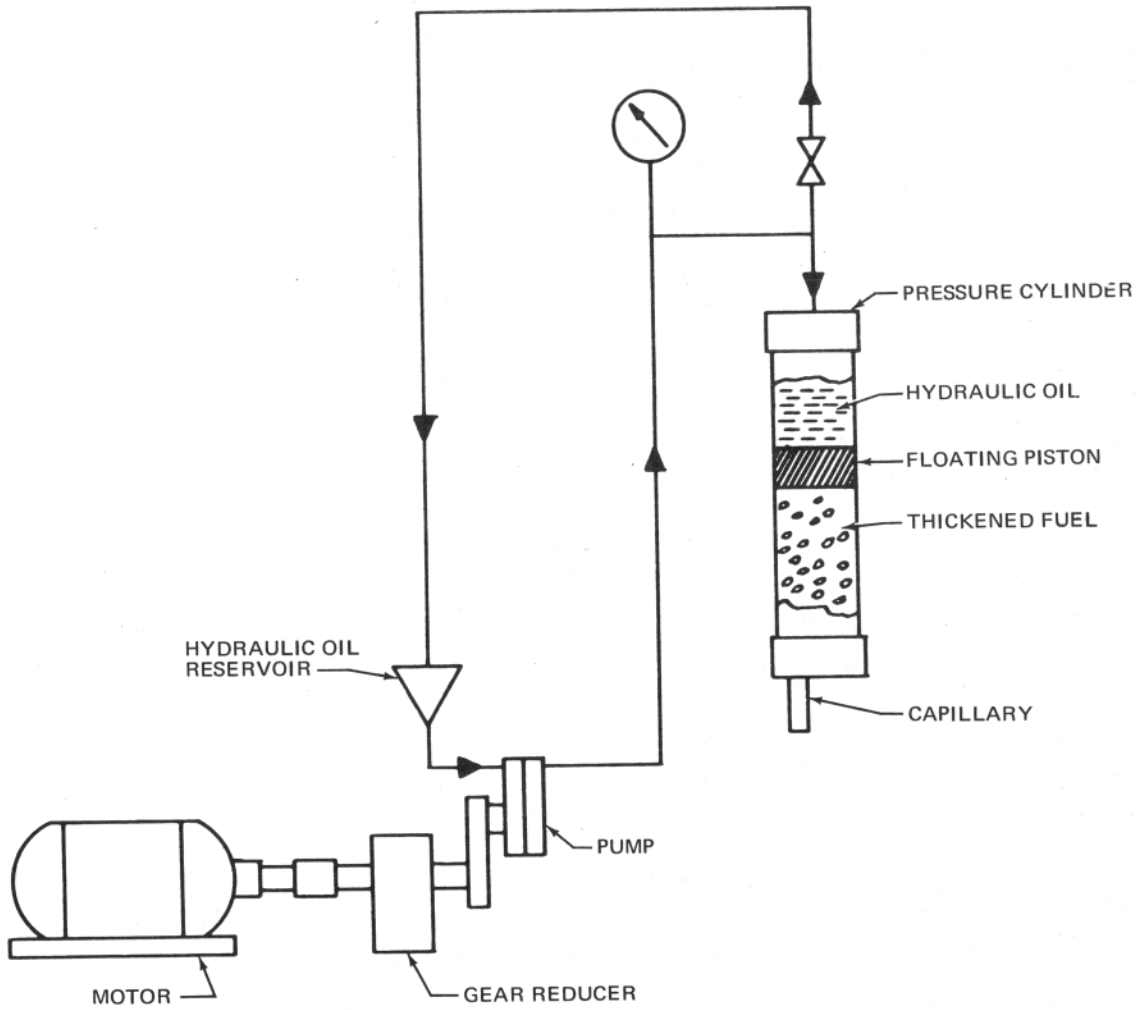 PRESSURE CYLINDER
HYDRAULIC OIL
FLOATING PISTON
THICKENED FUEL
HYDRAULIC OIL
RESERVOIR
CAPILLARY
PUMP
MOTOR
GEAR REDUCER